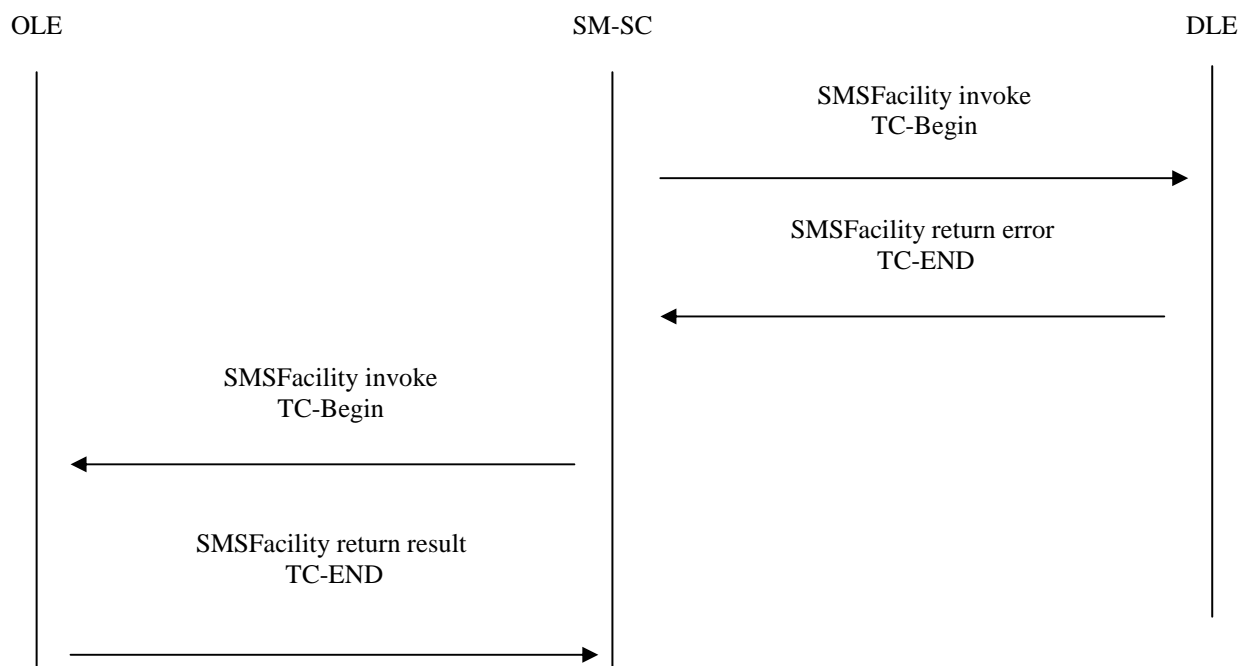 OLE
SM-SC
DLE
SMSFacility invoke
TC-Begin
SMSFacility return error
TC-END
SMSFacility invoke
TC-Begin
SMSFacility return result
TC-END